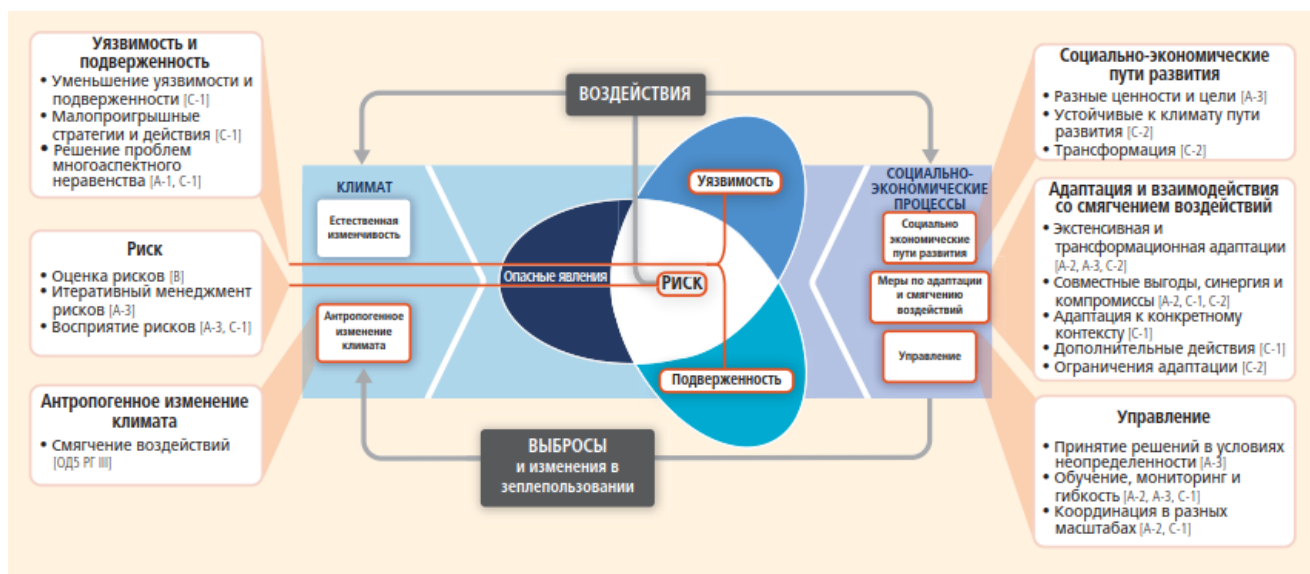 Уязвимость и
подверженность
• Уменьшение уязвимости и
подверженности [C-1]
• Малопроигрышные
стратегии и действия [C-1]
• Решение проблем
многоаспектного
неравенства [A-1, C-1]
Риск
• Оценка рисков [B]
• Итеративный менеджмент
рисков [A-3]
• Восприятие рисков [A-3, C-1]
Антропогенное изменение
климата
• Смягчение воздействий
[ОД5 РГ III]
ВОЗДЕЙСТВИЯ
КЛИМАТ
Естественная
изменчивость
Антропогенное
изменение
климата
Опасные явления
Уязвимость
РИСК
Подверженность
СОЦИАЛЬНО-
ЭКОНОМИЧЕСКИЕ
ПРОЦЕССЫ
Социально
экономические
пути развития
Меры по адаптации
и смягчению
воздействий
Управление
ВЫБРОСЫ
и изменения в
зеплепользовании
Социально-экономические
пути развития
• Разные ценности и цели [A-3]
• Устойчивые к климату пути
развития [C-2]
• Трансформация [C-2]
Адаптация и взаимодействия
со смягчением воздействий
• Экстенсивная и
трансформационная адаптации
[A-2, A-3, C-2]
• Совместные выгоды, синергия и
компромиссы [A-2, C-1, C-2]
• Адаптация к конкретному
контексту [C-1]
• Дополнительные действия [C-1]
• Ограничения адаптации [C-2]
Управление
• Принятие решений в условиях
неопределенности [A-3]
• Обучение, мониторинг и
гибкость [A-2, A-3, C-1]
• Координация в разных
масштабах [A-2, C-1]